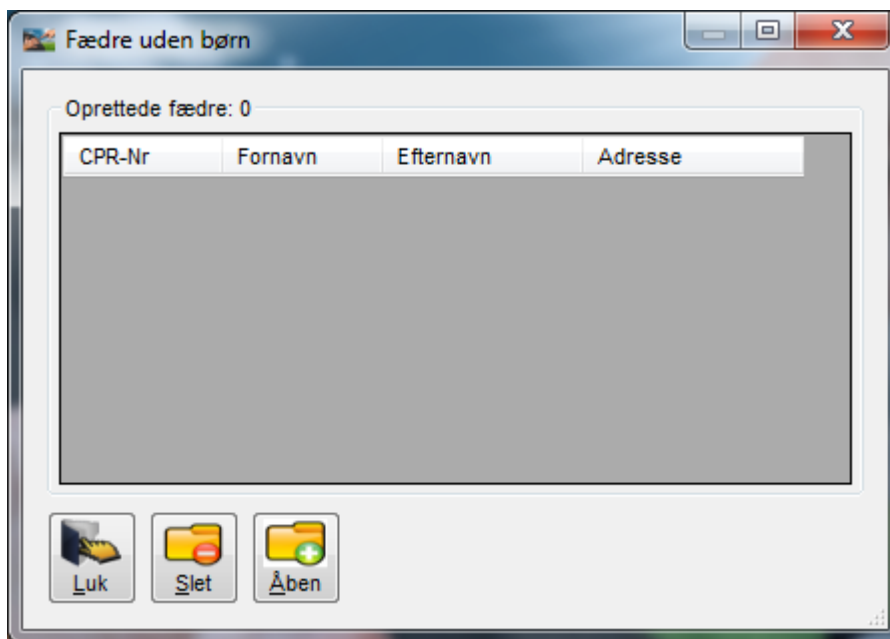 Fædre uden børn
Oprettede fædre: 0
CPR-Nr Fornavn Efternavn Adresse
Luk Slet Åben